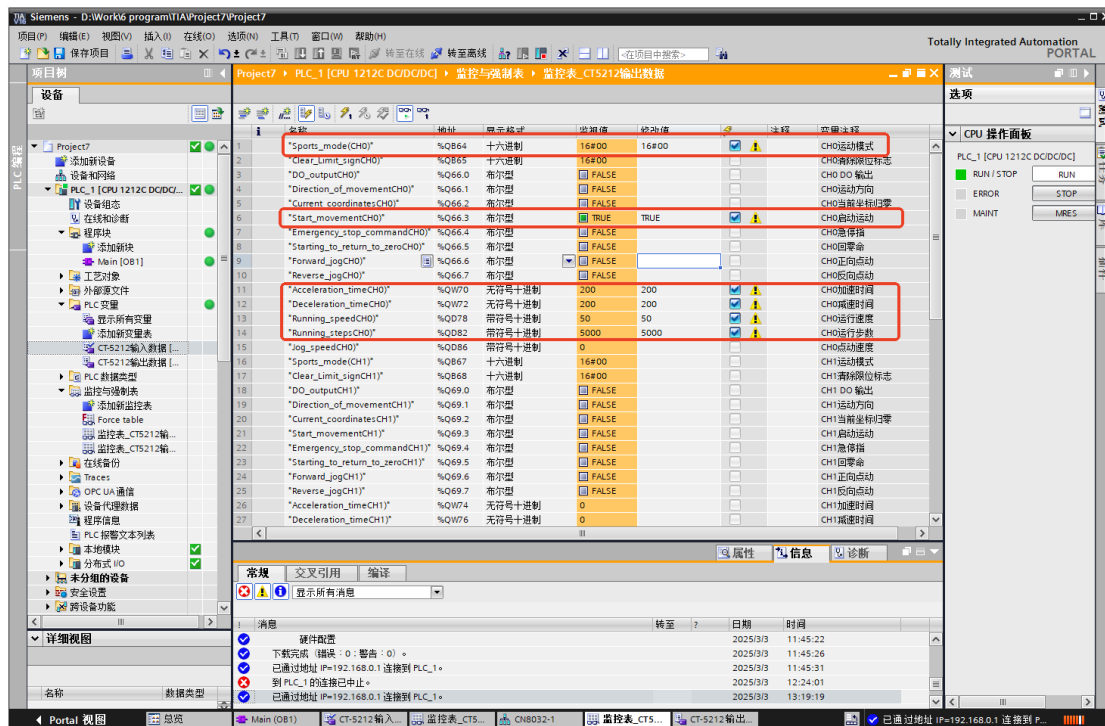 Siemens - D:\Work\6 program\TIA\Project7\Project7
项目(P) 编辑(E) 视图(V) 插入(I) 在线(O) 选项(N) 工具(T) 窗口(W) 帮助(H)
保存项目 转至在线 转至离线 <在项目中搜索>
Totally Integrated Automation
PORTAL
项目树
设备
PLC 编程
Project7
添加新设备
设备和网络
PLC_1 [CPU 1212C DC/DC/...
设备组态
在线和诊断
程序块
添加新块
Main [OB1]
工艺对象
外部源文件
PLC 变量
显示所有变量
添加新变量表
CT-5212输入数据 [...
CT-5212输出数据 [...
PLC 数据类型
监控与强制表
添加新监控表
Force table
监控表_CT5212输...
监控表_CT5212输...
在线备份
Traces
OPC UA 通信
设备代理数据
程序信息
PLC 报警文本列表
本地模块
分布式 I/O
未分组的设备
安全设置
跨设备功能
详细视图
名称 数据类型
Project7 PLC_1 [CPU 1212C DC/DC/DC] 监控与强制表 监控表_CT5212输出数据
i 名称 地址 显示格式 监视值 修改值 注释 变量注释
1 "Sports_mode(CH0)" %QB64 十六进制 16#00 16#00 CH0运动模式
2 "Clear_Limit_signCH0)" %QB65 十六进制 16#00 CH0清除限位标志
3 "DO_outputCH0)" %Q66.0 布尔型 FALSE CH0 DO 输出
4 "Direction_of_movementCH0)" %Q66.1 布尔型 FALSE CH0运动方向
5 "Current_coordinatesCH0)" %Q66.2 布尔型 FALSE CH0当前坐标归零
6 "Start_movementCH0)" %Q66.3 布尔型 TRUE TRUE CH0启动运动
7 "Emergency_stop_commandCH0)" %Q66.4 布尔型 FALSE CH0急停指
8 "Starting_to_return_to_zeroCH0)" %Q66.5 布尔型 FALSE CH0回零命
9 "Forward_jogCH0)" %Q66.6 布尔型 FALSE CH0正向点动
10 "Reverse_jogCH0)" %Q66.7 布尔型 FALSE CH0反向点动
11 "Acceleration_timeCH0)" %QW70 无符号十进制 200 200 CH0加速时间
12 "Deceleration_timeCH0)" %QW72 无符号十进制 200 200 CH0减速时间
13 "Running_speedCH0)" %QD78 带符号十进制 50 50 CH0运行速度
14 "Running_stepsCH0)" %QD82 带符号十进制 5000 5000 CH0运行步数
15 "Jog_speedCH0)" %QD86 带符号十进制 0 CH0点动速度
16 "Sports_mode(CH1)" %QB67 十六进制 16#00 CH1运动模式
17 "Clear_Limit_signCH1)" %QB68 十六进制 16#00 CH1清除限位标志
18 "DO_outputCH1)" %Q69.0 布尔型 FALSE CH1 DO 输出
19 "Direction_of_movementCH1)" %Q69.1 布尔型 FALSE CH1运动方向
20 "Current_coordinatesCH1)" %Q69.2 布尔型 FALSE CH1当前坐标归零
21 "Start_movementCH1)" %Q69.3 布尔型 FALSE CH1启动运动
22 "Emergency_stop_commandCH1)" %Q69.4 布尔型 FALSE CH1急停指
23 "Starting_to_return_to_zeroCH1)" %Q69.5 布尔型 FALSE CH1回零命
24 "Forward_jogCH1)" %Q69.6 布尔型 FALSE CH1正向点动
25 "Reverse_jogCH1)" %Q69.7 布尔型 FALSE CH1反向点动
26 "Acceleration_timeCH1)" %QW74 无符号十进制 0 CH1加速时间
27 "Deceleration_timeCH1)" %QW76 无符号十进制 0 CH1减速时间
属性 信息 诊断
常规 交叉引用 编译
显示所有消息
! 消息 转至 ? 日期 时间
硬件配置 2025/3/3 11:45:22
下载完成（错误：0；警告：0）。 2025/3/3 11:45:26
已通过地址 IP=192.168.0.1 连接到 PLC_1。 2025/3/3 11:45:31
到 PLC_1 的连接已中止。 2025/3/3 12:24:01
已通过地址 IP=192.168.0.1 连接到 PLC_1。 2025/3/3 13:19:19
测试
选项
CPU 操作面板
PLC_1 [CPU 1212C DC/DC/DC]
RUN / STOP RUN
ERROR STOP
MAINT MRES
Portal 视图 总览 Main (OB1) CT-5212输入... 监控表_CT5... CN8032-1 监控表_CT5... CT-5212输出... 已通过地址 IP=192.168.0.1 连接到 P...